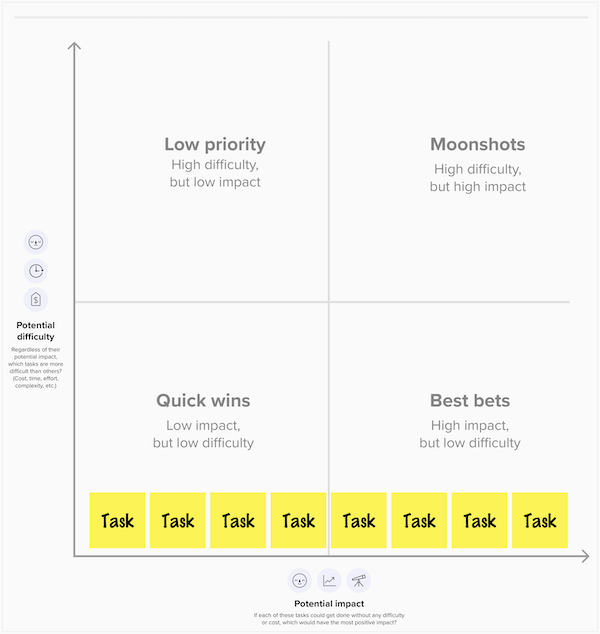 Low priority
High difficulty,
but low impact
Moonshots
High difficulty,
but high impact
$
Potential
difficulty
Regardless of their
potential impact,
which tasks are more
difficult than others?
(Cost, time, effort,
complexity, etc.)
Quick wins
Low impact,
but low difficulty
Best bets
High impact,
but low difficulty
Task Task Task Task Task Task Task Task
Potential impact
If each of these tasks could get done without any difficulty
or cost, which would have the most positive impact?